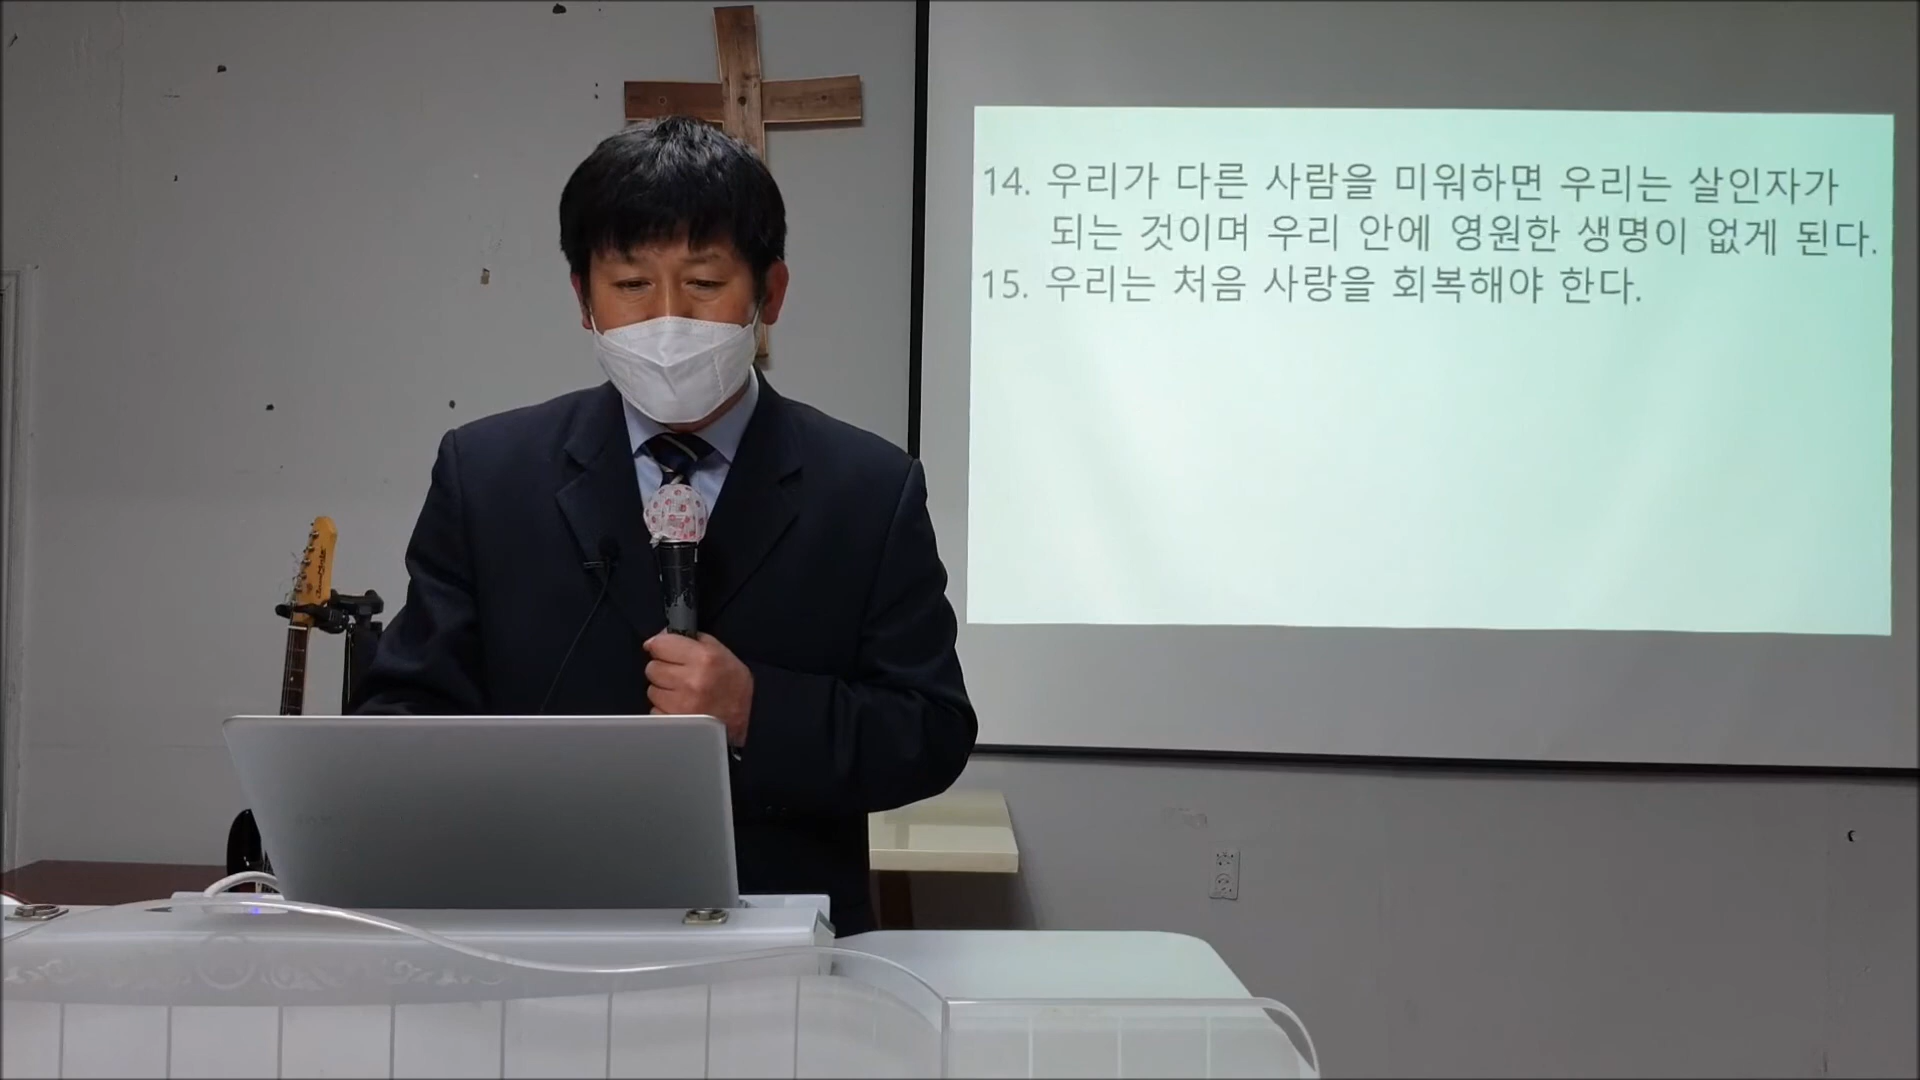 14. 우리가 다른 사람을 미워하면 우리는 살인자가
되는 것이며 우리 안에 영원한 생명이 없게 된다.
15. 우리는 처음 사랑을 회복해야 한다.